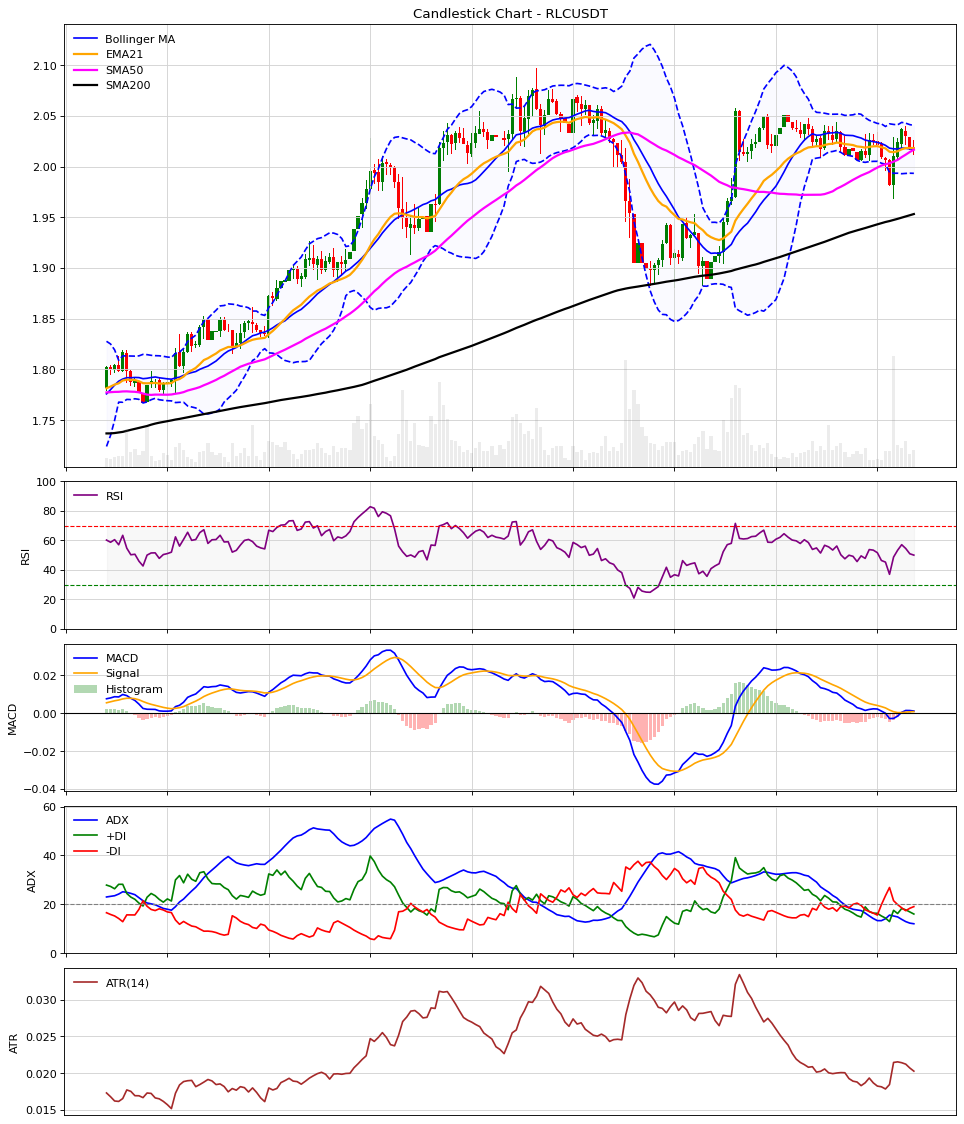 Candlestick Chart - RLCUSDT
Bollinger MA
EMA21
SMA50
SMA200
2.10
2.05
2.00
1.95
1.90
1.85
1.80
1.75
RSI
RSI
100
80
60
40
20
0
MACD
MACD
Signal
Histogram
0.02
0.00
−0.02
−0.04
ADX
ADX
+DI
-DI
60
40
20
0
ATR
ATR(14)
0.030
0.025
0.020
0.015